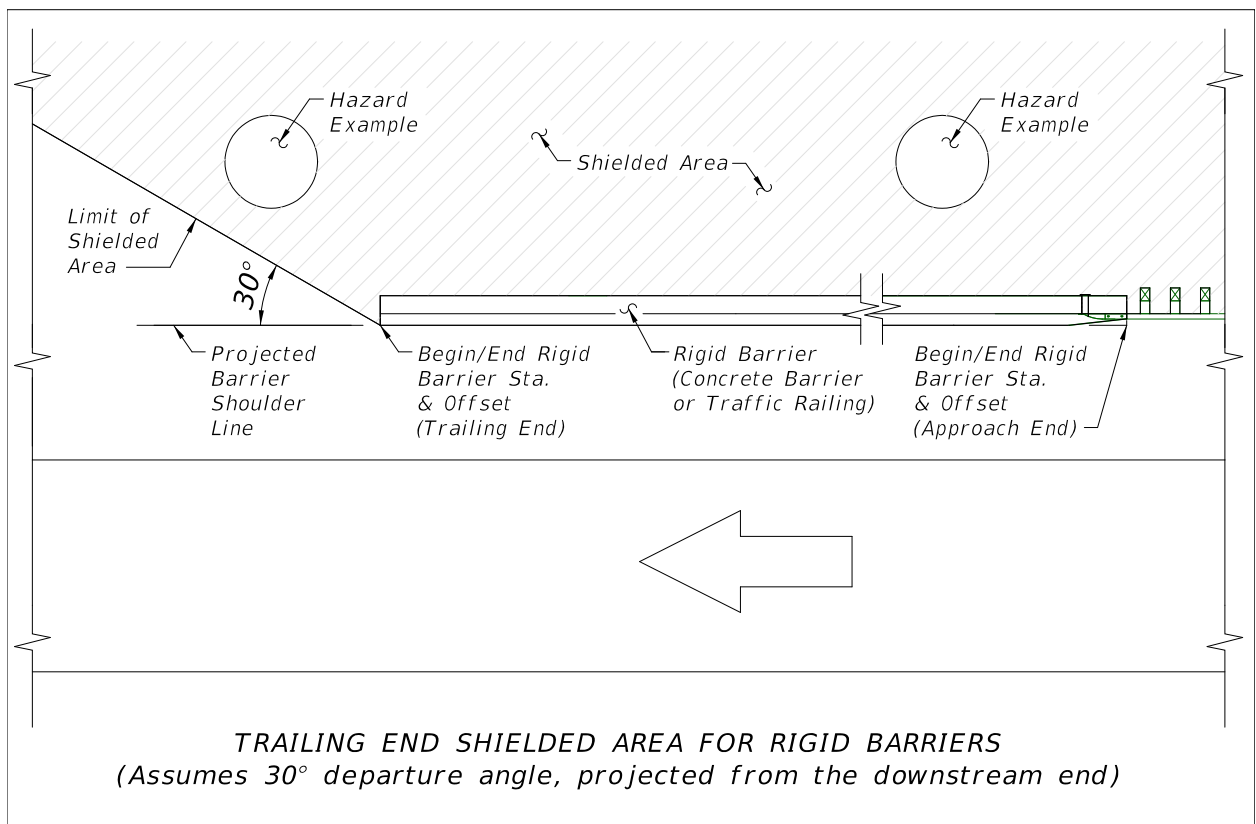 Hazard
Example
Hazard
Example
Shielded Area
Limit of
Shielded
Area
30°
Projected
Barrier
Shoulder
Line
Begin/End Rigid
Barrier Sta.
& Offset
(Trailing End)
Rigid Barrier
(Concrete Barrier
or Traffic Railing)
Begin/End Rigid
Barrier Sta.
& Offset
(Approach End)
TRAILING END SHIELDED AREA FOR RIGID BARRIERS
(Assumes 30° departure angle, projected from the downstream end)